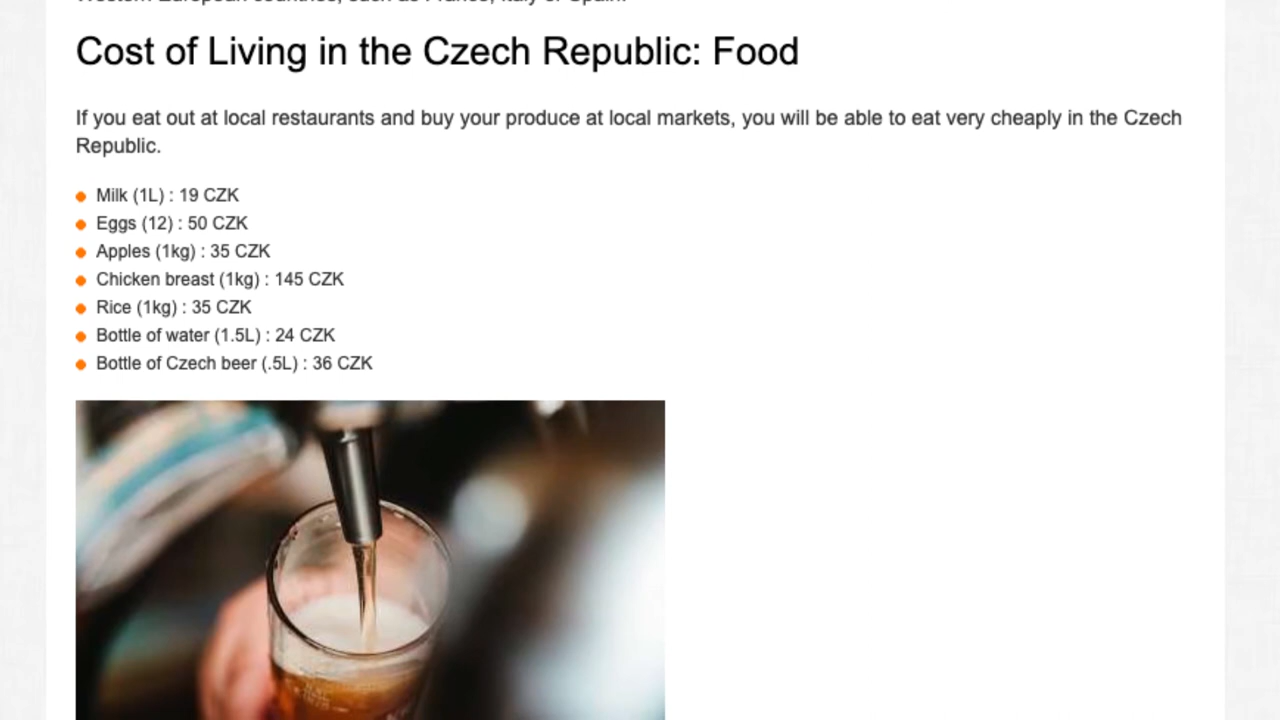 Cost of Living in the Czech Republic: Food
If you eat out at local restaurants and buy your produce at local markets, you will be able to eat very cheaply in the Czech
Republic.
Milk (1L) : 19 CZK
Eggs (12) : 50 CZK
Apples (1kg) : 35 CZK
Chicken breast (1kg) : 145 CZK
Rice (1kg) : 35 CZK
Bottle of water (1.5L) : 24 CZK
Bottle of Czech beer (.5L) : 36 CZK